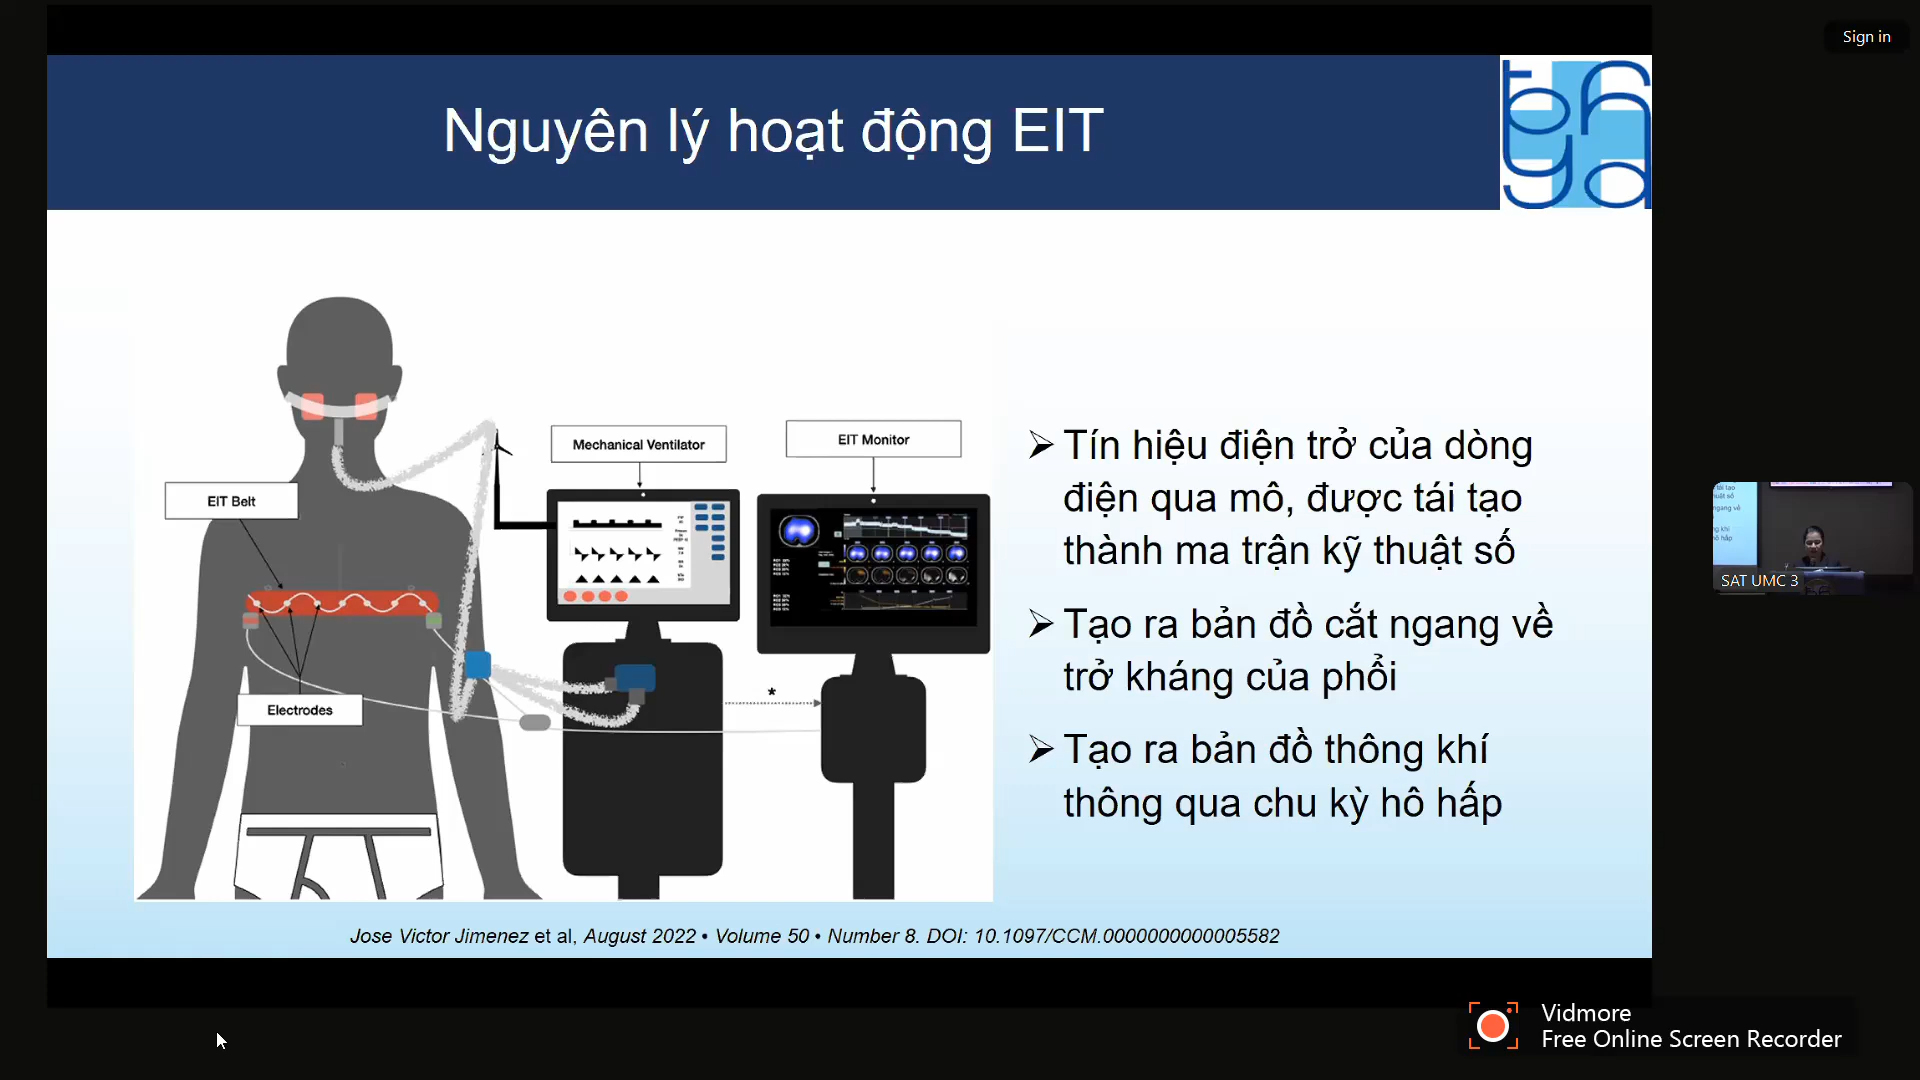 Sign in
Nguyên lý hoạt động EIT
EIT Belt
Mechanical Ventilator
EIT Monitor
Electrodes
*
➢ Tín hiệu điện trở của dòng
điện qua mô, được tái tạo
thành ma trận kỹ thuật số
➢ Tạo ra bản đồ cắt ngang về
trở kháng của phổi
➢ Tạo ra bản đồ thông khí
thông qua chu kỳ hô hấp
Jose Victor Jimenez et al, August 2022 • Volume 50 • Number 8. DOI: 10.1097/CCM.0000000000005582
SAT UMC 3
Vidmore
Free Online Screen Recorder